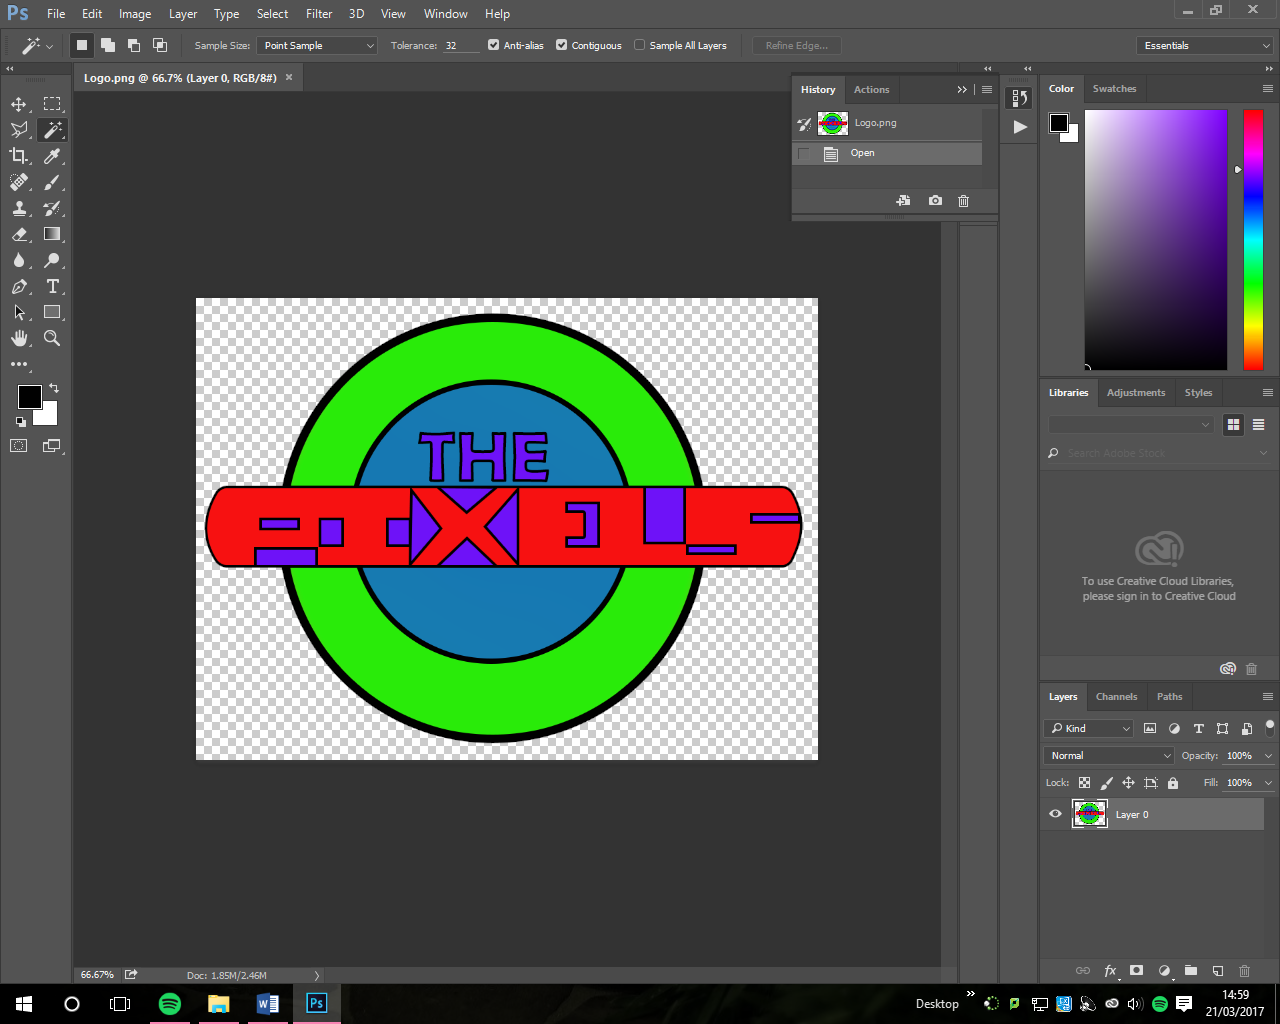 Ps File Edit Image Layer Type Select Filter 3D View Window Help
Sample Size: Point Sample Tolerance: 32 Anti-alias Contiguous Sample All Layers Refine Edge... Essentials
Logo.png @ 66.7% (Layer 0, RGB/8#) ×
History Actions
Logo.png
Open
Color Swatches
Libraries Adjustments Styles
Search Adobe Stock
To use Creative Cloud Libraries,
please sign in to Creative Cloud
Layers Channels Paths
Kind
Normal Opacity: 100%
Lock: Fill: 100%
Layer 0
THE
66.67% Doc: 1.85M/2.46M
Desktop
14:59
21/03/2017